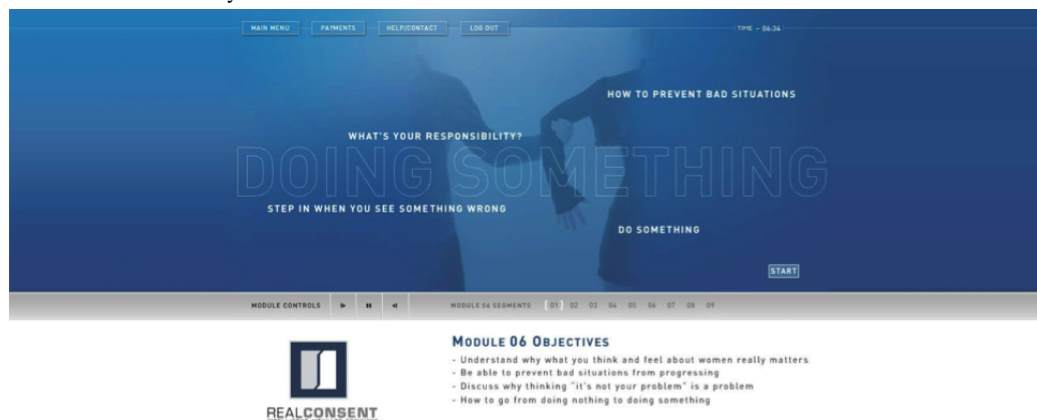 MAIN MENU PAYMENTS HELP/CONTACT LOG OUT TIME - 06:34
HOW TO PREVENT BAD SITUATIONS
WHAT'S YOUR RESPONSIBILITY?
DOING SOMETHING
STEP IN WHEN YOU SEE SOMETHING WRONG
DO SOMETHING
START
MODULE CONTROLS MODULE 06 SEGMENTS [01] 02 03 04 05 06 07 08 09
MODULE 06 OBJECTIVES
- Understand why what you think and feel about women really matters
- Be able to prevent bad situations from progressing
- Discuss why thinking "it's not your problem" is a problem
- How to go from doing nothing to doing something
REALCONSENT